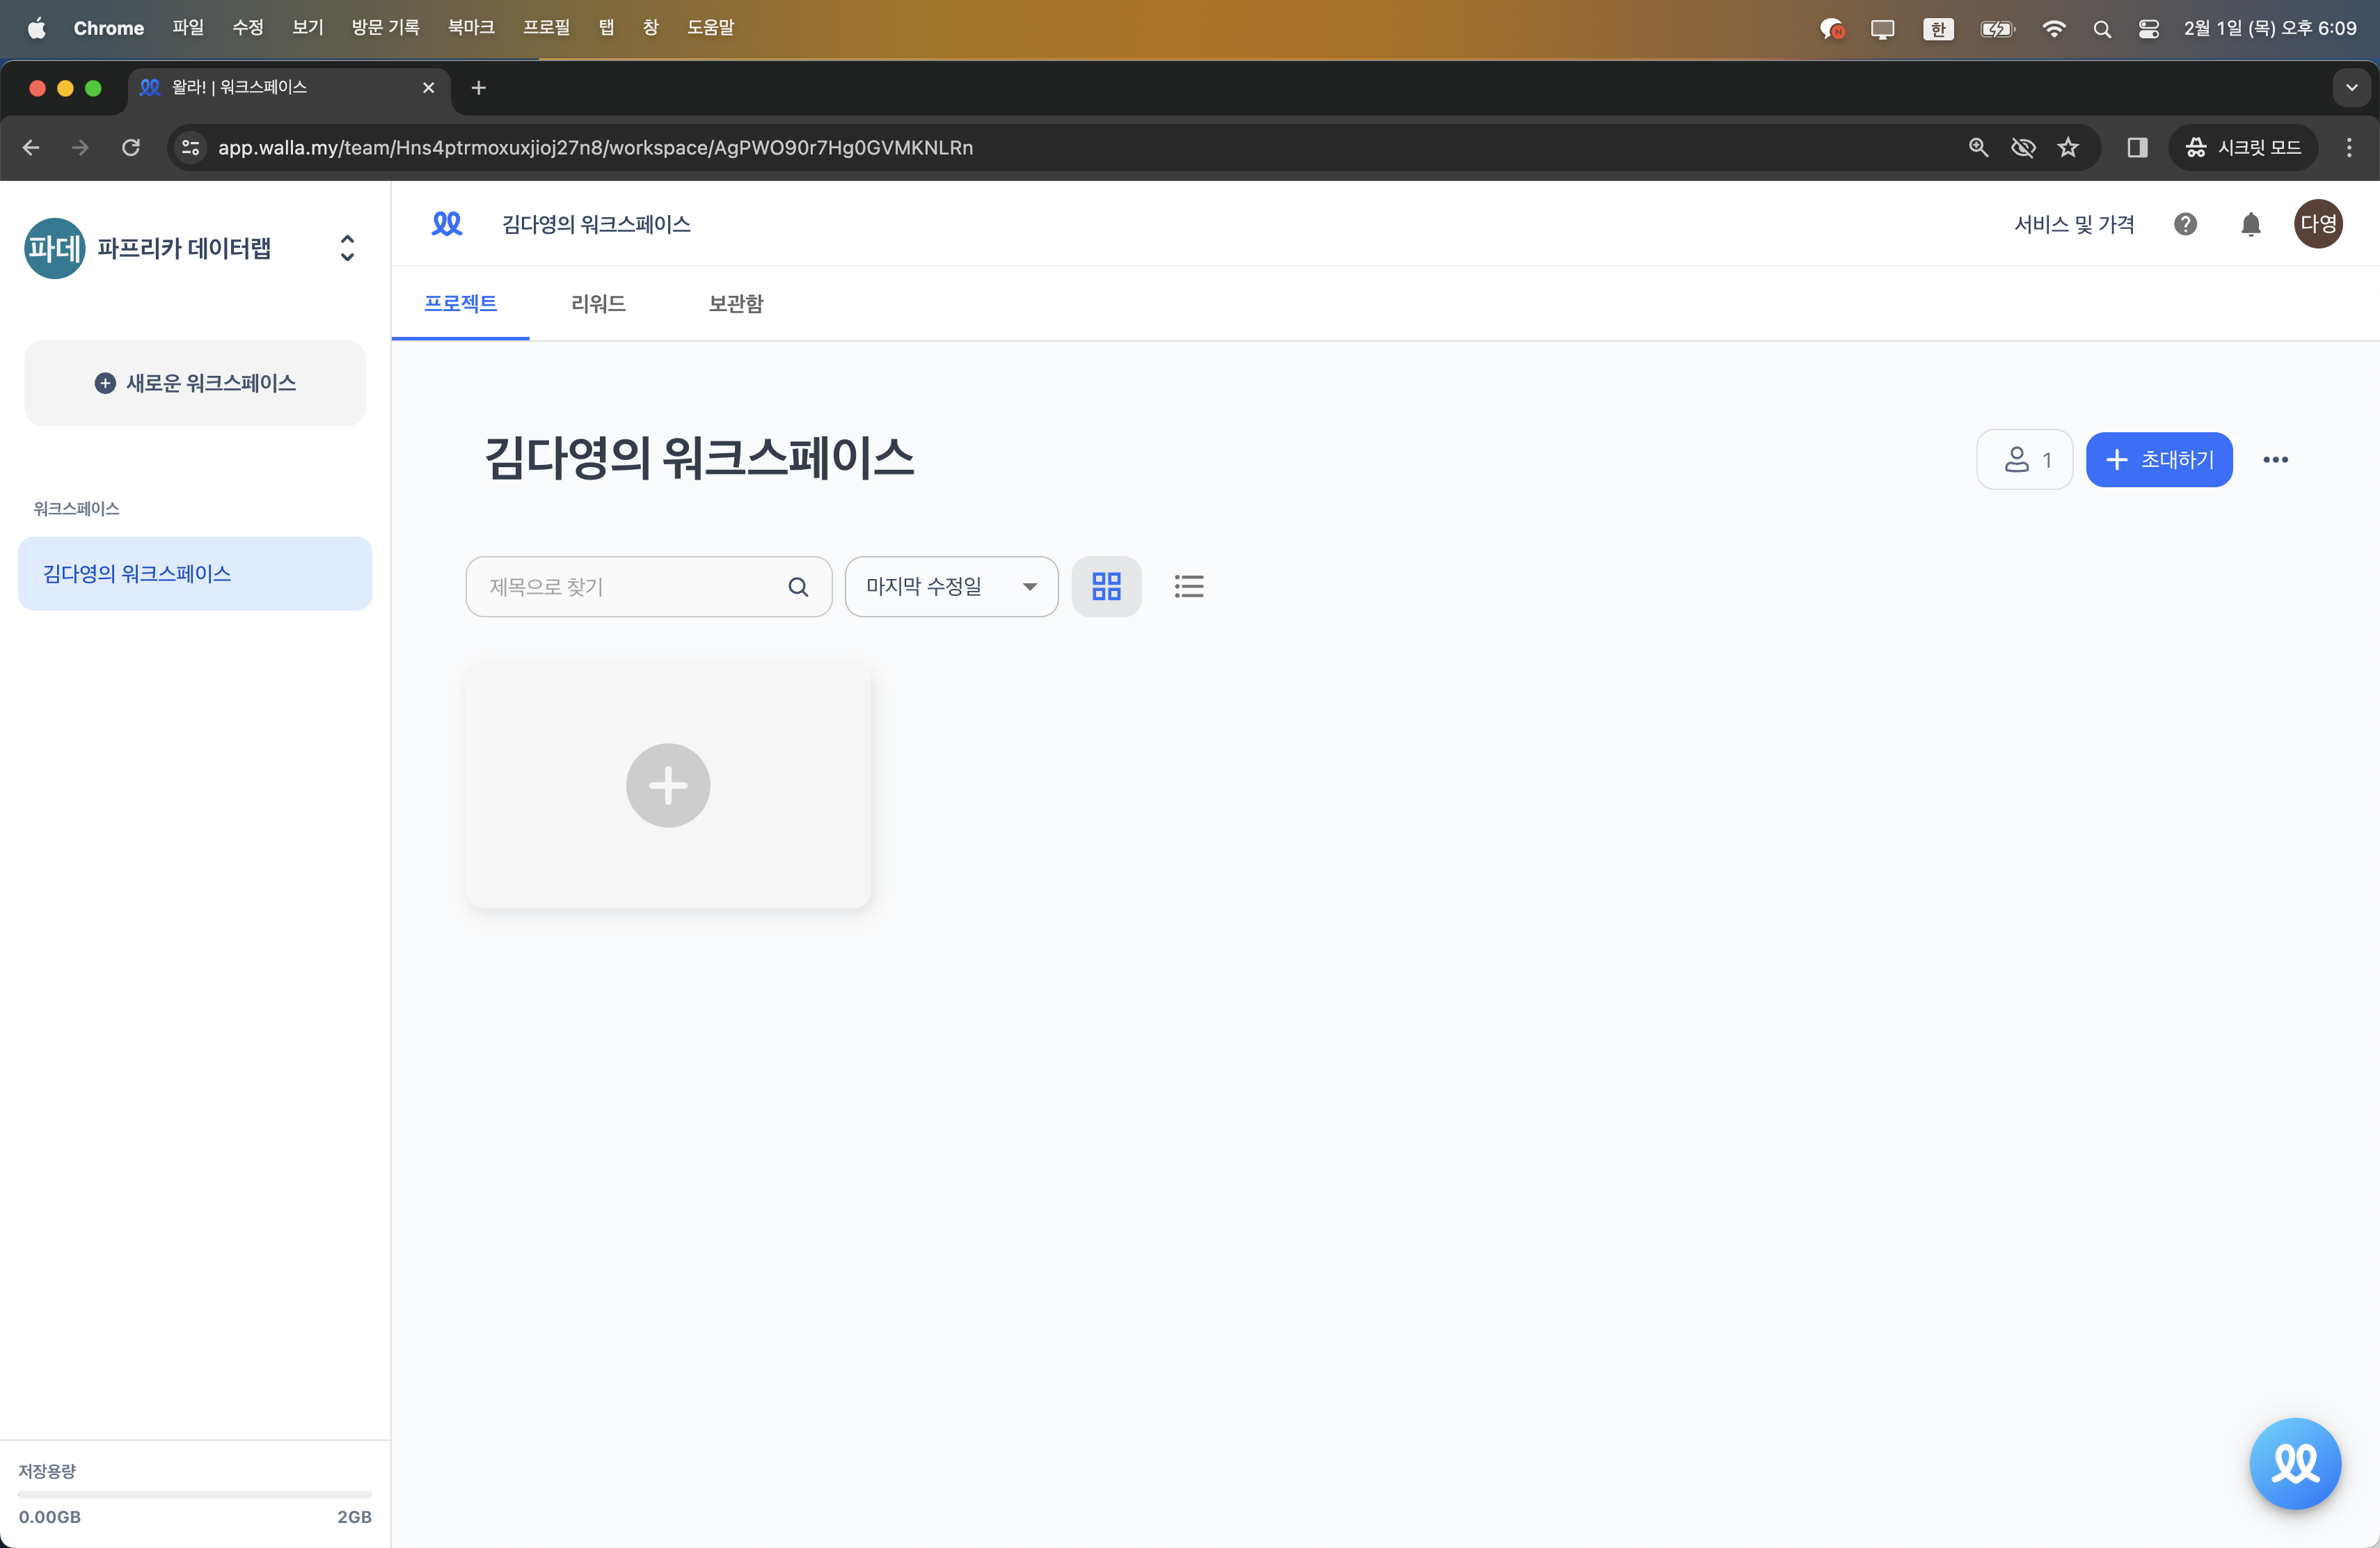 Chrome 파일 수정 보기 방문 기록 북마크 프로필 탭 창 도움말 한 2월 1일 (목) 오후 6:09
왈라! | 워크스페이스
app.walla.my/team/Hns4ptrmoxuxjioj27n8/workspace/AgPWO90r7Hg0GVMKNLRn 시크릿 모드
파데 파프리카 데이터랩
김다영의 워크스페이스 서비스 및 가격 다영
프로젝트 리워드 보관함
새로운 워크스페이스
김다영의 워크스페이스 1 초대하기
워크스페이스
김다영의 워크스페이스
제목으로 찾기 마지막 수정일
저장용량
0.00GB 2GB